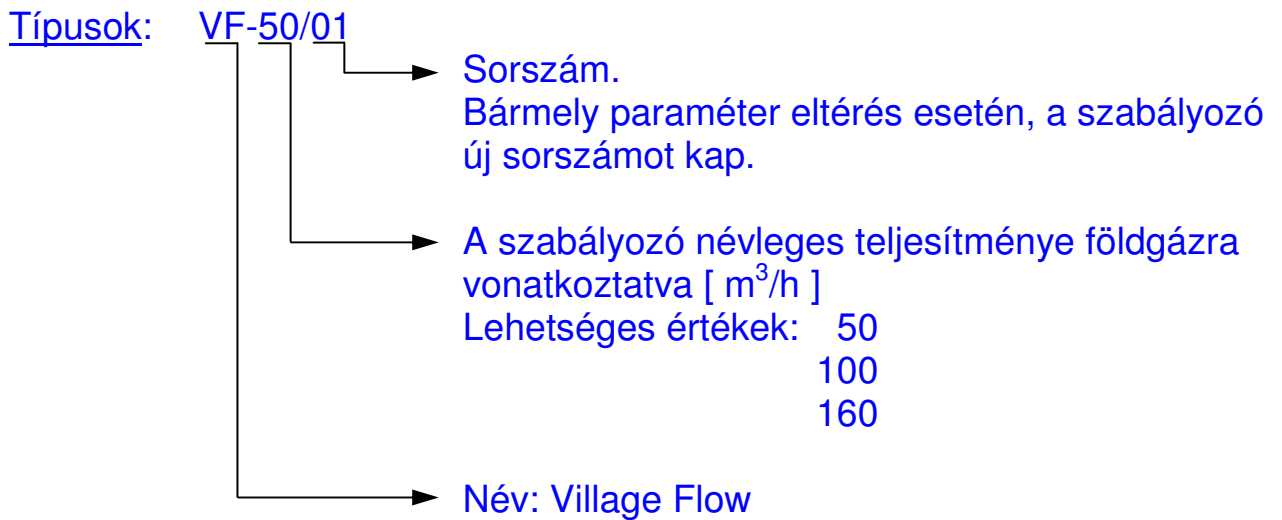 Típusok: VF-50/01
Sorszám.
Bármely paraméter eltérés esetén, a szabályozó
új sorszámot kap.
A szabályozó névleges teljesítménye földgázra
vonatkoztatva [ m³/h ]
Lehetséges értékek: 50
100
160
Név: Village Flow